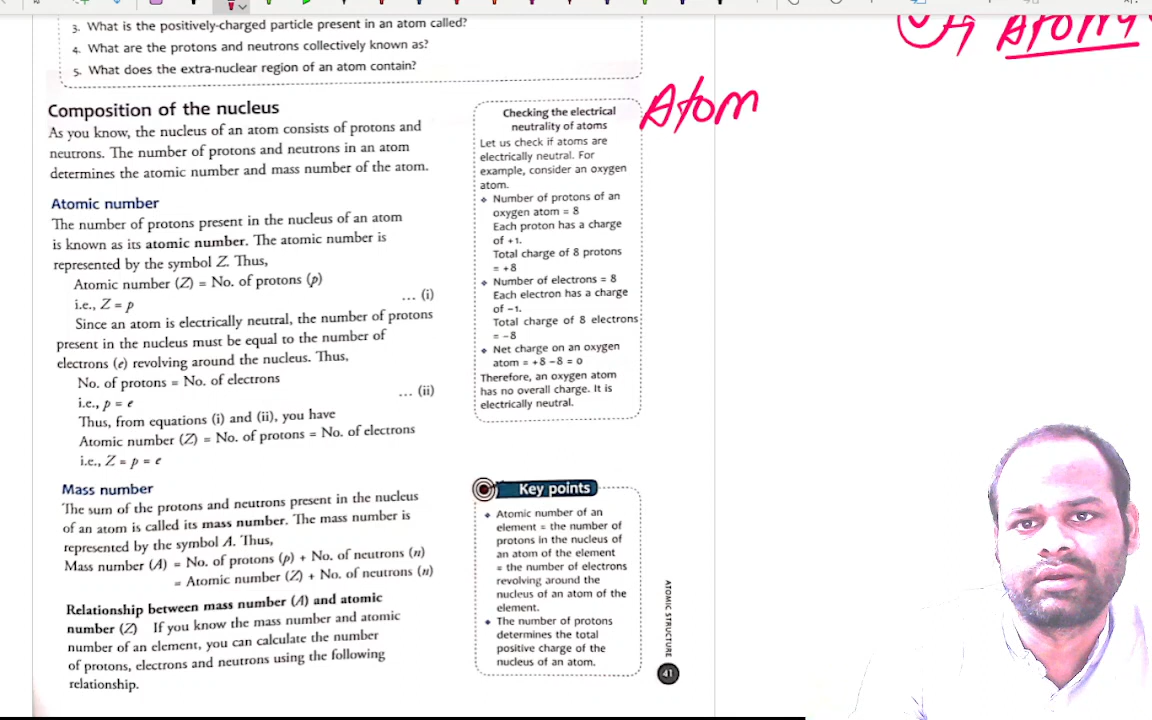 3. What is the positively-charged particle present in an atom called?
4. What are the protons and neutrons collectively known as?
5. What does the extra-nuclear region of an atom contain?
Composition of the nucleus
As you know, the nucleus of an atom consists of protons and
neutrons. The number of protons and neutrons in an atom
determines the atomic number and mass number of the atom.
Atomic number
The number of protons present in the nucleus of an atom
is known as its atomic number. The atomic number is
represented by the symbol Z. Thus,
Atomic number (Z) = No. of protons (p)
i.e., Z = p ... (i)
Since an atom is electrically neutral, the number of protons
present in the nucleus must be equal to the number of
electrons (e) revolving around the nucleus. Thus,
No. of protons = No. of electrons
i.e., p = e ... (ii)
Thus, from equations (i) and (ii), you have
Atomic number (Z) = No. of protons = No. of electrons
i.e., Z = p = e
Mass number
The sum of the protons and neutrons present in the nucleus
of an atom is called its mass number. The mass number is
represented by the symbol A. Thus,
Mass number (A) = No. of protons (p) + No. of neutrons (n)
= Atomic number (Z) + No. of neutrons (n)
Relationship between mass number (A) and atomic
number (Z) If you know the mass number and atomic
number of an element, you can calculate the number
of protons, electrons and neutrons using the following
relationship.
Checking the electrical
neutrality of atoms
Let us check if atoms are
electrically neutral. For
example, consider an oxygen
atom.
Number of protons of an
oxygen atom = 8
Each proton has a charge
of +1.
Total charge of 8 protons
= +8
Number of electrons = 8
Each electron has a charge
of −1.
Total charge of 8 electrons
= −8
Net charge on an oxygen
atom = +8 −8 = 0
Therefore, an oxygen atom
has no overall charge. It is
electrically neutral.
Key points
Atomic number of an
element = the number of
protons in the nucleus of
an atom of the element
= the number of electrons
revolving around the
nucleus of an atom of the
element.
The number of protons
determines the total
positive charge of the
nucleus of an atom.
ATOMIC STRUCTURE
41
Atom